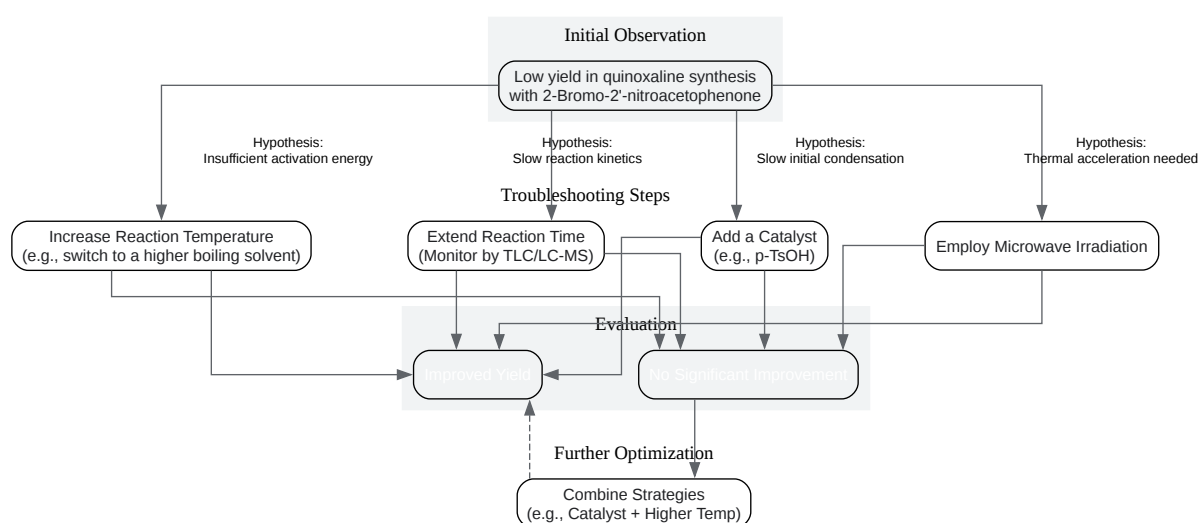 Initial Observation
Low yield in quinoxaline synthesis
with 2-Bromo-2'-nitroacetophenone
Hypothesis:
Insufficient activation energy
Hypothesis:
Slow reaction kinetics
Hypothesis:
Slow initial condensation
Hypothesis:
Thermal acceleration needed
Troubleshooting Steps
Increase Reaction Temperature
(e.g., switch to a higher boiling solvent)
Extend Reaction Time
(Monitor by TLC/LC-MS)
Add a Catalyst
(e.g., p-TsOH)
Employ Microwave Irradiation
Evaluation
Improved Yield
No Significant Improvement
Further Optimization
Combine Strategies
(e.g., Catalyst + Higher Temp)